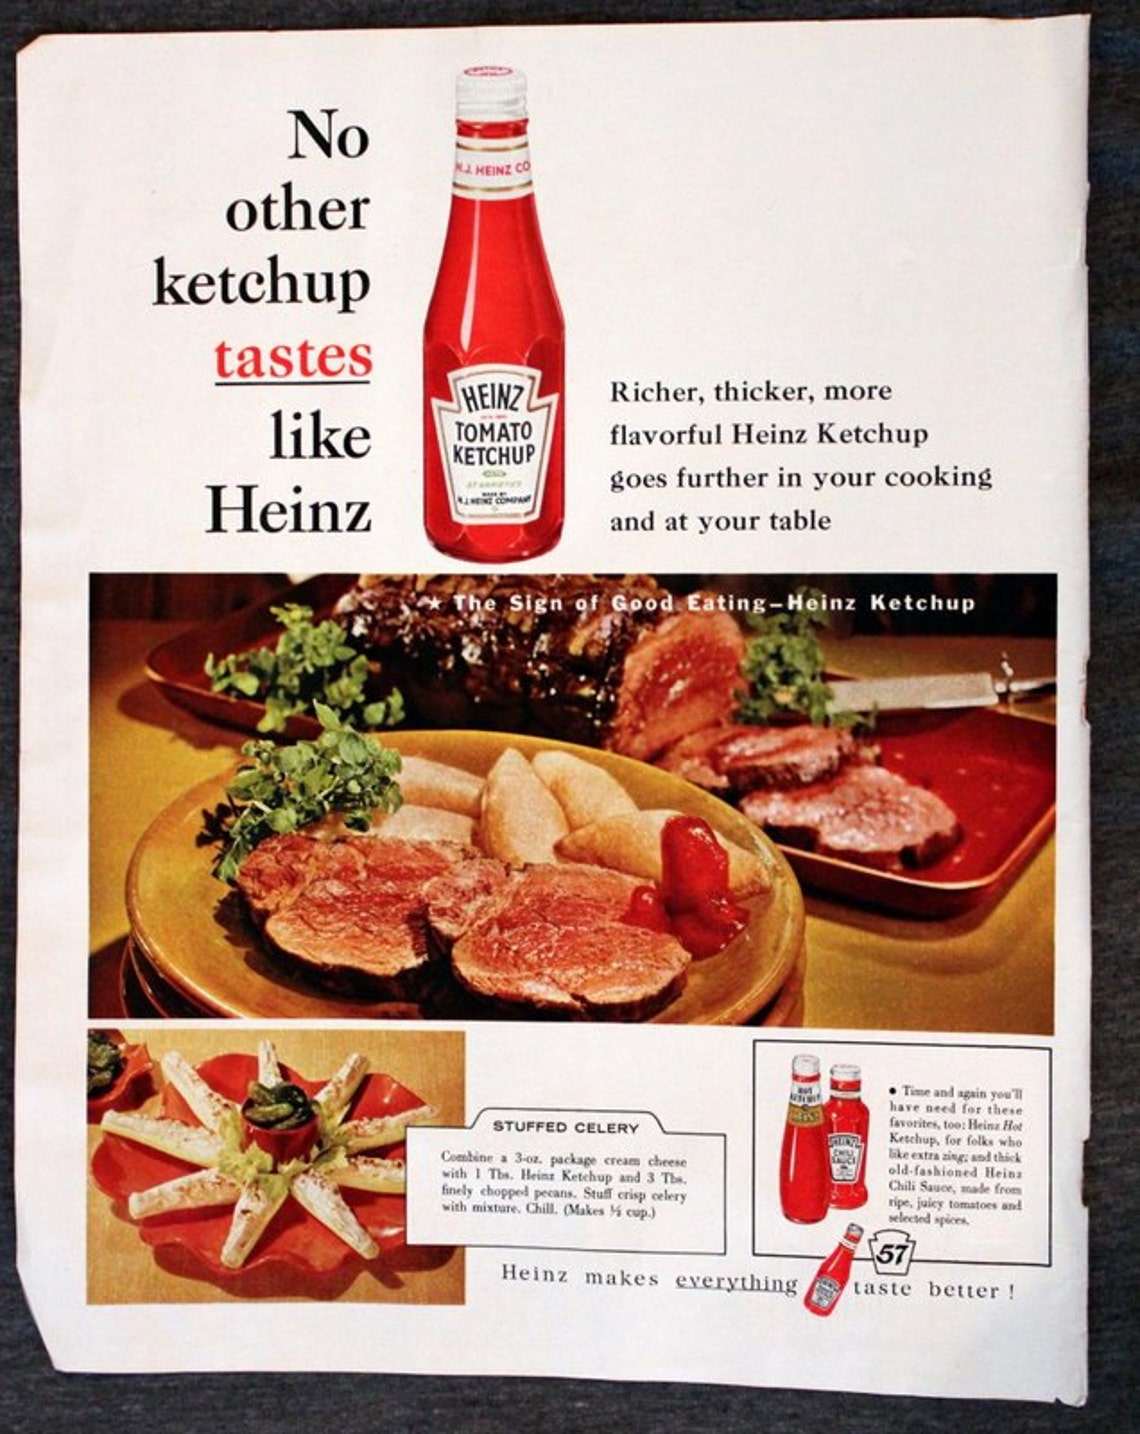 No
other
ketchup
tastes
like
Heinz
H.J. HEINZ CO
HEINZ
TOMATO
KETCHUP
57 VARIETIES
MADE BY
H.J. HEINZ COMPANY
Richer, thicker, more
flavorful Heinz Ketchup
goes further in your cooking
and at your table
★ The Sign of Good Eating—Heinz Ketchup
STUFFED CELERY
Combine a 3-oz. package cream cheese
with 1 Tbs. Heinz Ketchup and 3 Tbs.
finely chopped pecans. Stuff crisp celery
with mixture. Chill. (Makes ½ cup.)
HOT
KETCHUP
HEINZ
CHILI
SAUCE
• Time and again you'll
have need for these
favorites, too: Heinz Hot
Ketchup, for folks who
like extra zing; and thick
old-fashioned Heinz
Chili Sauce, made from
ripe, juicy tomatoes and
selected spices.
57
Heinz makes everything taste better!